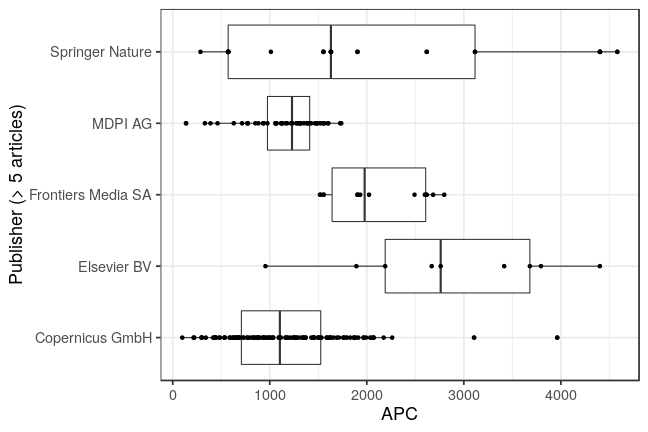 Publisher (> 5 articles)
Springer Nature
MDPI AG
Frontiers Media SA
Elsevier BV
Copernicus GmbH
0 1000 2000 3000 4000
APC